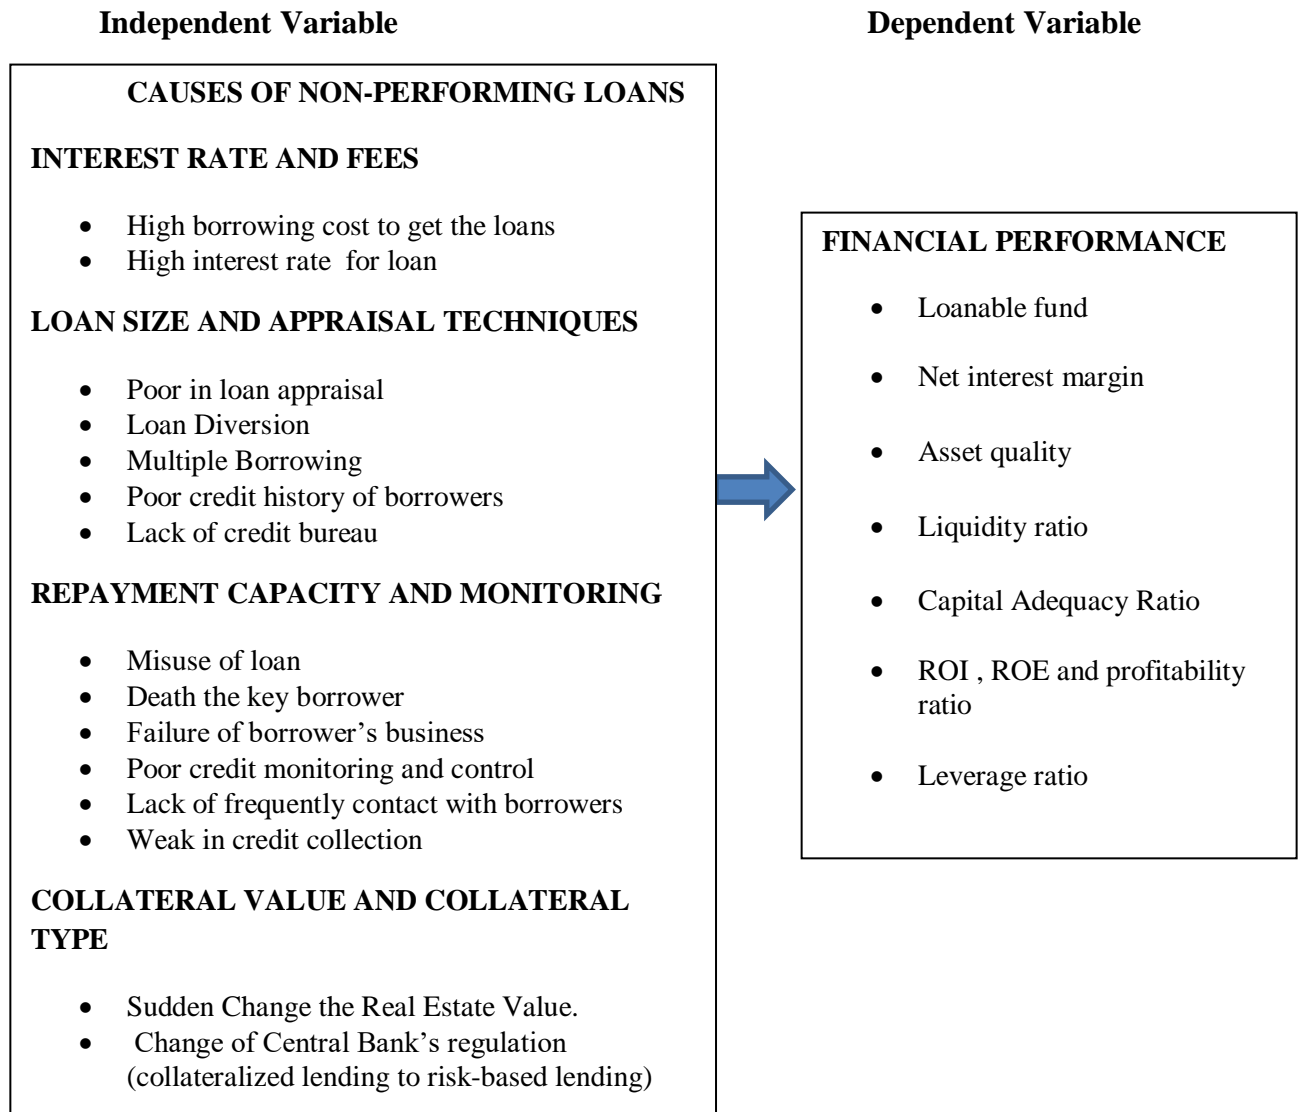 Independent Variable
Dependent Variable
CAUSES OF NON-PERFORMING LOANS
INTEREST RATE AND FEES
• High borrowing cost to get the loans
• High interest rate  for loan
LOAN SIZE AND APPRAISAL TECHNIQUES
• Poor in loan appraisal
• Loan Diversion
• Multiple Borrowing
• Poor credit history of borrowers
• Lack of credit bureau
REPAYMENT CAPACITY AND MONITORING
• Misuse of loan
• Death the key borrower
• Failure of borrower’s business
• Poor credit monitoring and control
• Lack of frequently contact with borrowers
• Weak in credit collection
COLLATERAL VALUE AND COLLATERAL
TYPE
• Sudden Change the Real Estate Value.
• Change of Central Bank’s regulation
(collateralized lending to risk-based lending)
FINANCIAL PERFORMANCE
• Loanable fund
• Net interest margin
• Asset quality
• Liquidity ratio
• Capital Adequacy Ratio
• ROI , ROE and profitability
ratio
• Leverage ratio